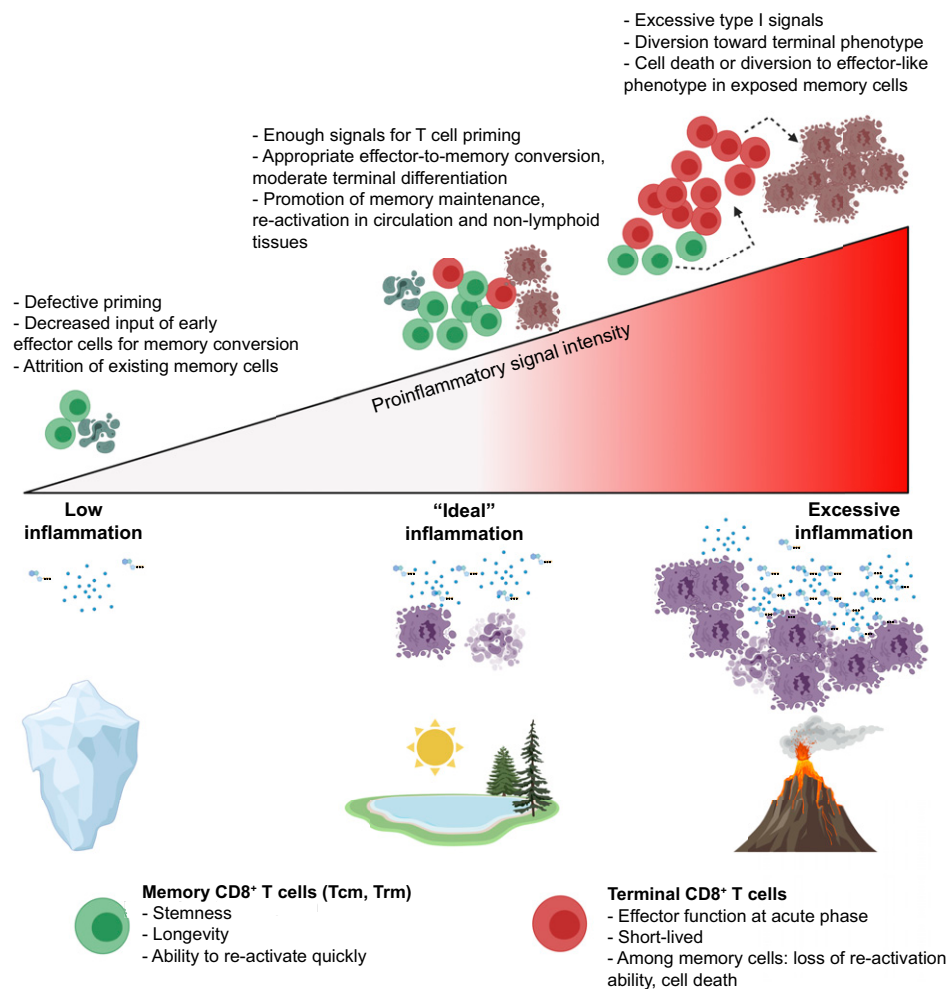 - Excessive type I signals
- Diversion toward terminal phenotype
- Cell death or diversion to effector-like
phenotype in exposed memory cells
- Enough signals for T cell priming
- Appropriate effector-to-memory conversion,
moderate terminal differentiation
- Promotion of memory maintenance,
re-activation in circulation and non-lymphoid
tissues
- Defective priming
- Decreased input of early
effector cells for memory conversion
- Attrition of existing memory cells
Proinflammatory signal intensity
Low
inflammation
“Ideal”
inflammation
Excessive
inflammation
Memory CD8⁺ T cells (Tcm, Trm)
- Stemness
- Longevity
- Ability to re-activate quickly
Terminal CD8⁺ T cells
- Effector function at acute phase
- Short-lived
- Among memory cells: loss of re-activation
ability, cell death